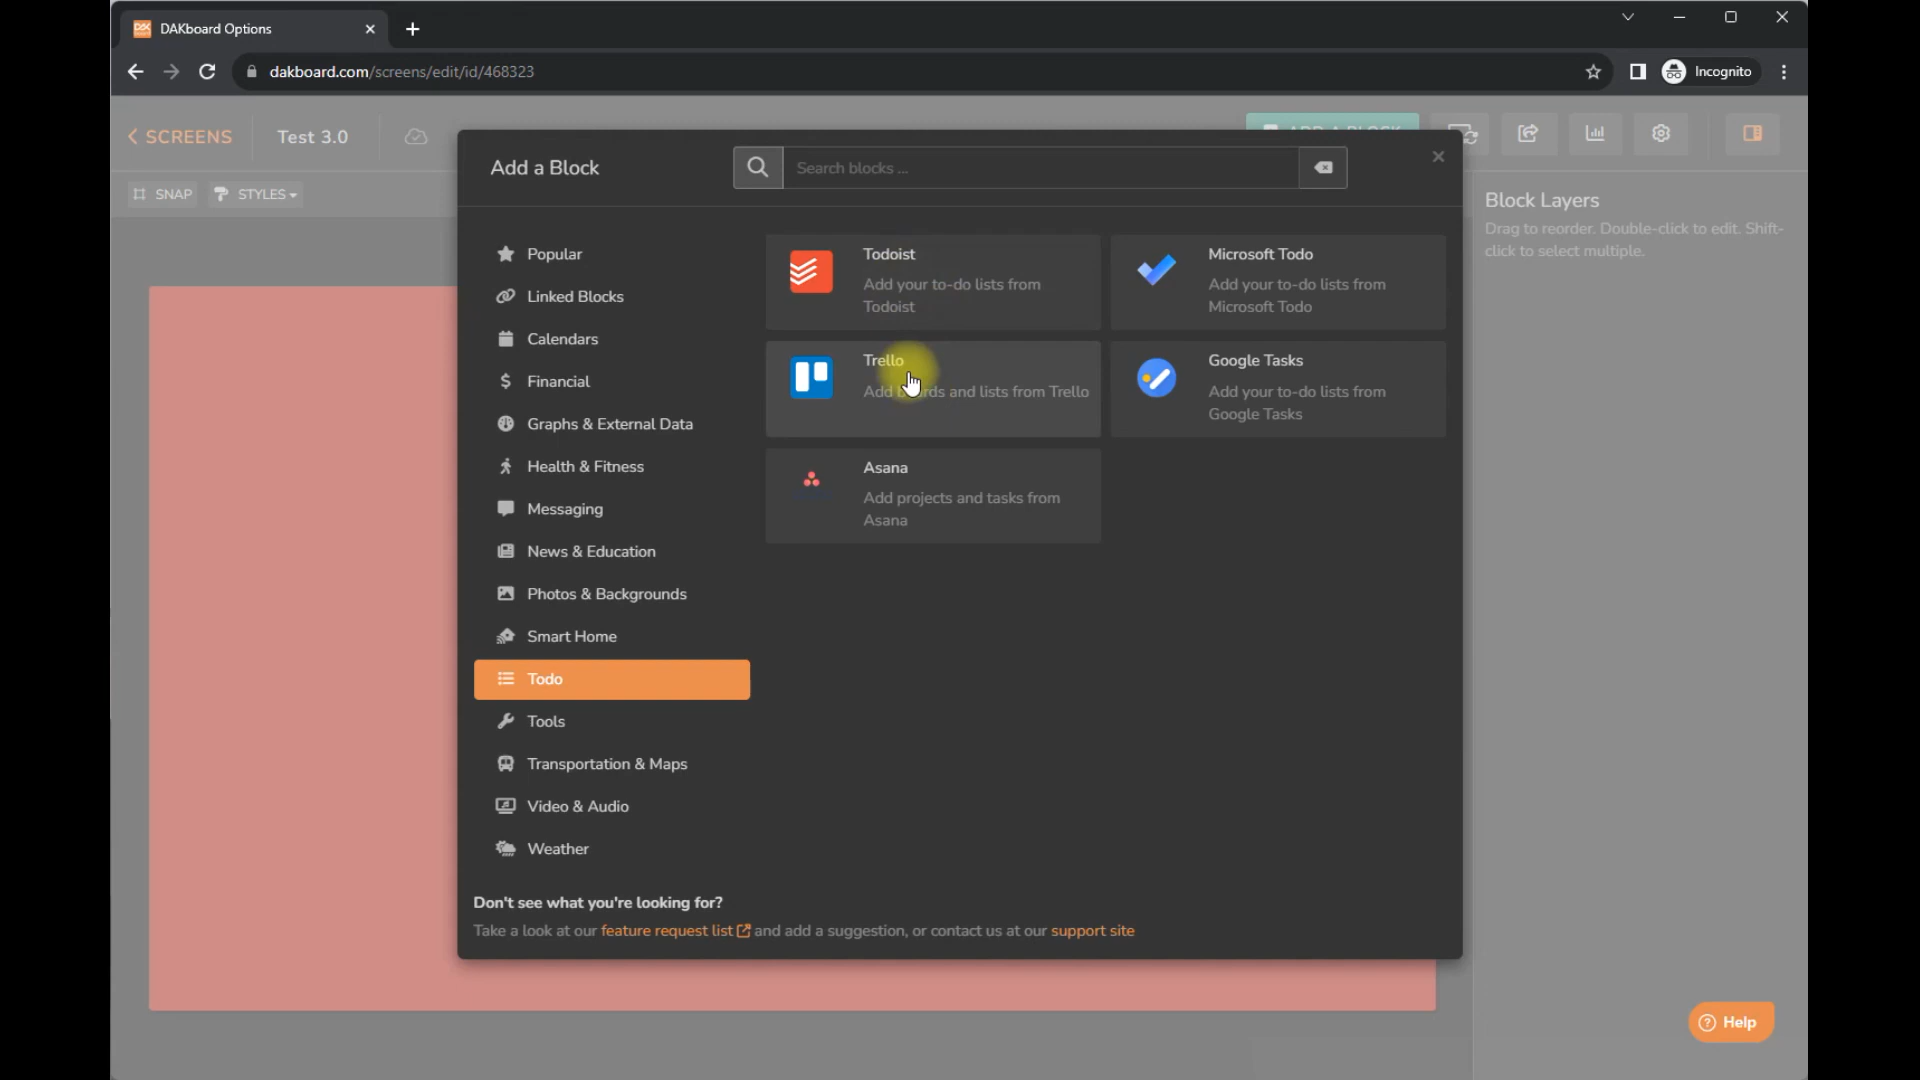 DAKboard Options
dakboard.com/screens/edit/id/468323
Incognito
SCREENS
Test 3.0
SNAP
STYLES
Add a Block
Search blocks ...
Popular
Linked Blocks
Calendars
Financial
Graphs & External Data
Health & Fitness
Messaging
News & Education
Photos & Backgrounds
Smart Home
Todo
Tools
Transportation & Maps
Video & Audio
Weather
Todoist
Add your to-do lists from
Todoist
Microsoft Todo
Add your to-do lists from
Microsoft Todo
Trello
Add and lists from Trello
Google Tasks
Add your to-do lists from
Google Tasks
Asana
Add projects and tasks from
Asana
Don't see what you're looking for?
Take a look at our feature request list and add a suggestion, or contact us at our support site
Block Layers
Drag to reorder. Double-click to edit. Shift-
click to select multiple.
Help